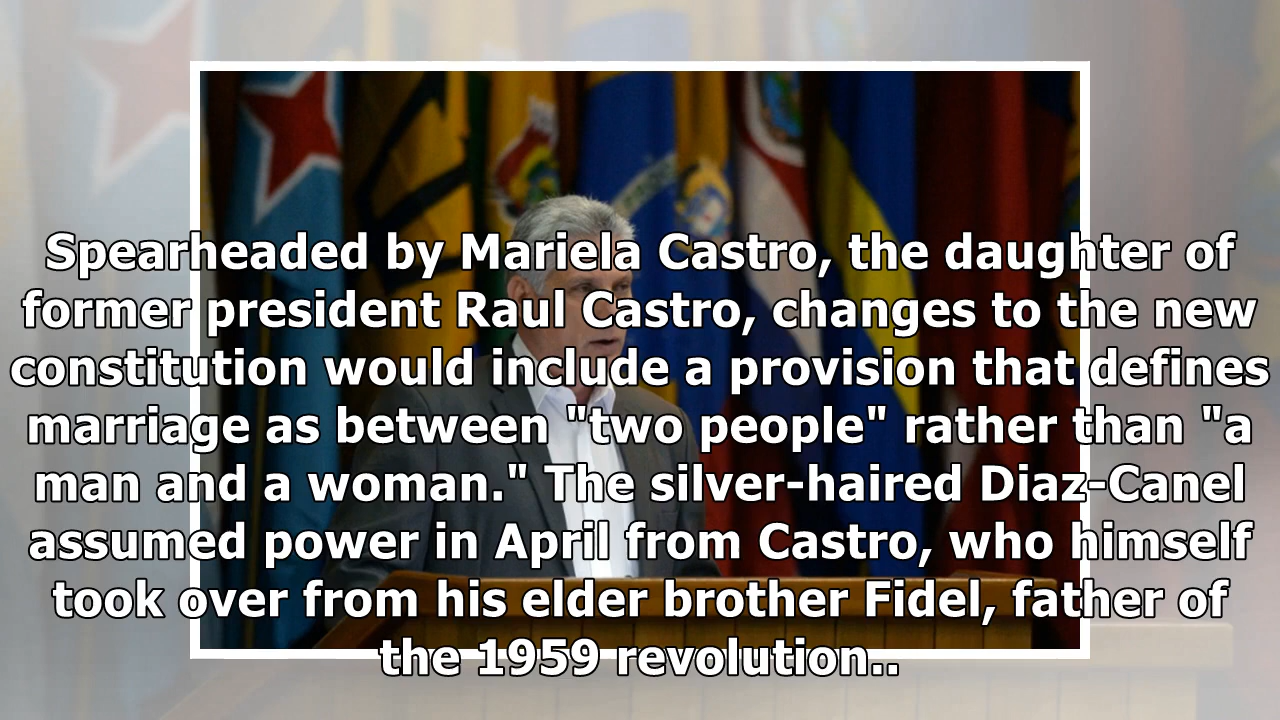 Spearheaded by Mariela Castro, the daughter of
former president Raul Castro, changes to the new
constitution would include a provision that defines
marriage as between "two people" rather than "a
man and a woman." The silver-haired Diaz-Canel
assumed power in April from Castro, who himself
took over from his elder brother Fidel, father of
the 1959 revolution..